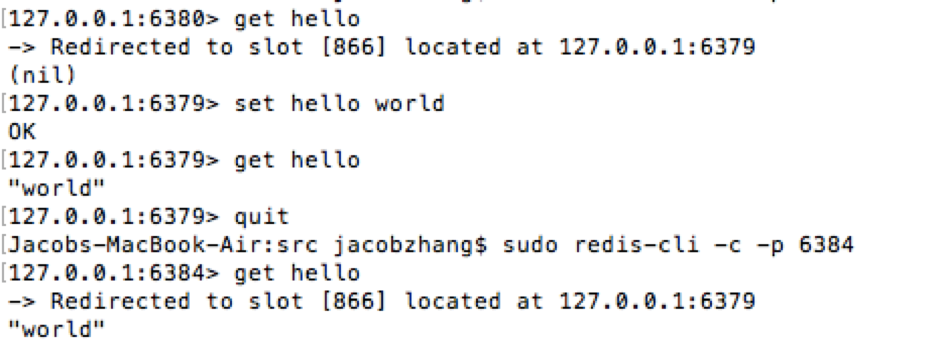 [127.0.0.1:6380> get hello
-> Redirected to slot [866] located at 127.0.0.1:6379
(nil)
[127.0.0.1:6379> set hello world
OK
[127.0.0.1:6379> get hello
"world"
[127.0.0.1:6379> quit
[Jacobs-MacBook-Air:src jacobzhang$ sudo redis-cli -c -p 6384
[127.0.0.1:6384> get hello
-> Redirected to slot [866] located at 127.0.0.1:6379
"world"